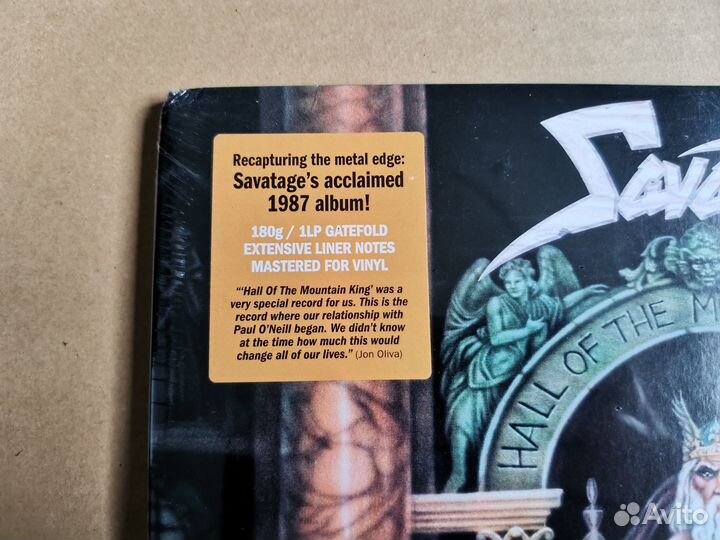 Recapturing the metal edge:
Savatage's acclaimed
1987 album!
180g / 1LP GATEFOLD
EXTENSIVE LINER NOTES
MASTERED FOR VINYL
"'Hall Of The Mountain King' was a
very special record for us. This is the
record where our relationship with
Paul O'Neill began. We didn't know
at the time how much this would
change all of our lives." (Jon Oliva)
Sava
HALL OF THE M
Avito